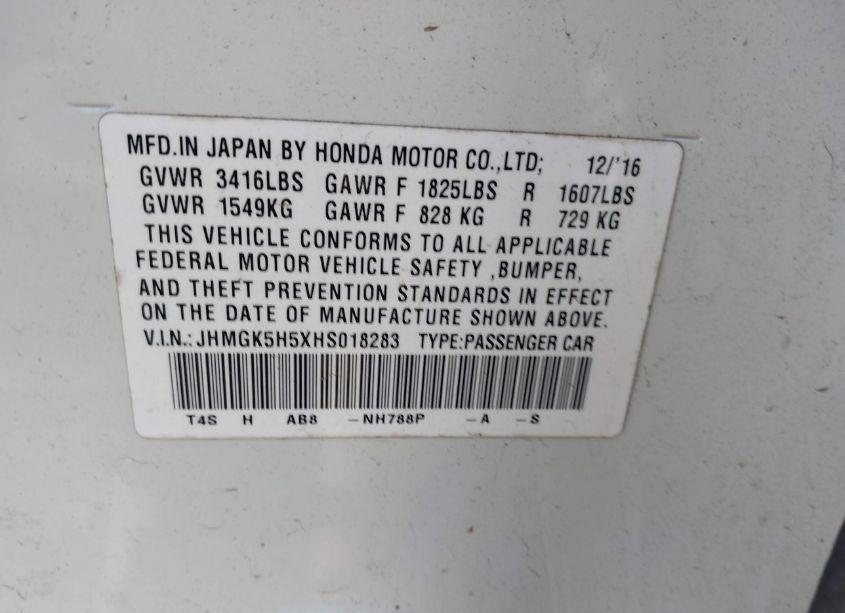 MFD.IN JAPAN BY HONDA MOTOR CO.,LTD; 12/'16
GVWR 3416LBS GAWR F 1825LBS R 1607LBS
GVWR 1549KG GAWR F 828 KG R 729 KG
THIS VEHICLE CONFORMS TO ALL APPLICABLE
FEDERAL MOTOR VEHICLE SAFETY ,BUMPER,
AND THEFT PREVENTION STANDARDS IN EFFECT
ON THE DATE OF MANUFACTURE SHOWN ABOVE.
V.I.N.: JHMGK5H5XHS018283 TYPE:PASSENGER CAR
T4S H AB8 -NH788P -A -S